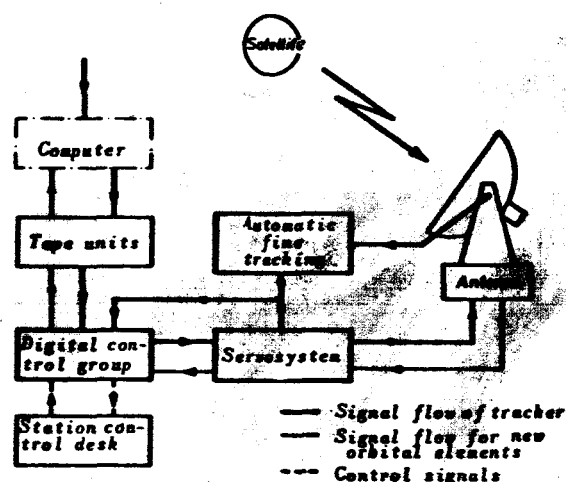 Satellite
Computer
Tape units
Automatic
fine
tracking
Antenna
Digital con-
trol group
Servosystem
Station con-
trol desk
Signal flow of tracker
Signal flow for new
orbital elements
Control signals